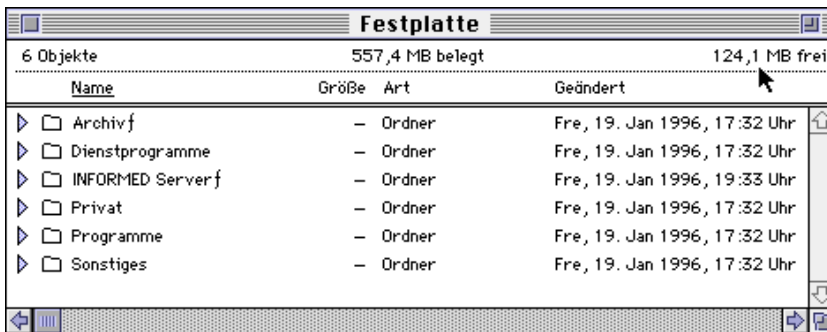 Festplatte
6 Objekte 557,4 MB belegt 124,1 MB frei
Name Größe Art Geändert
Archivƒ – Ordner Fre, 19. Jan 1996, 17:32 Uhr
Dienstprogramme – Ordner Fre, 19. Jan 1996, 17:32 Uhr
INFORMED Serverƒ – Ordner Fre, 19. Jan 1996, 19:33 Uhr
Privat – Ordner Fre, 19. Jan 1996, 17:32 Uhr
Programme – Ordner Fre, 19. Jan 1996, 17:32 Uhr
Sonstiges – Ordner Fre, 19. Jan 1996, 17:32 Uhr